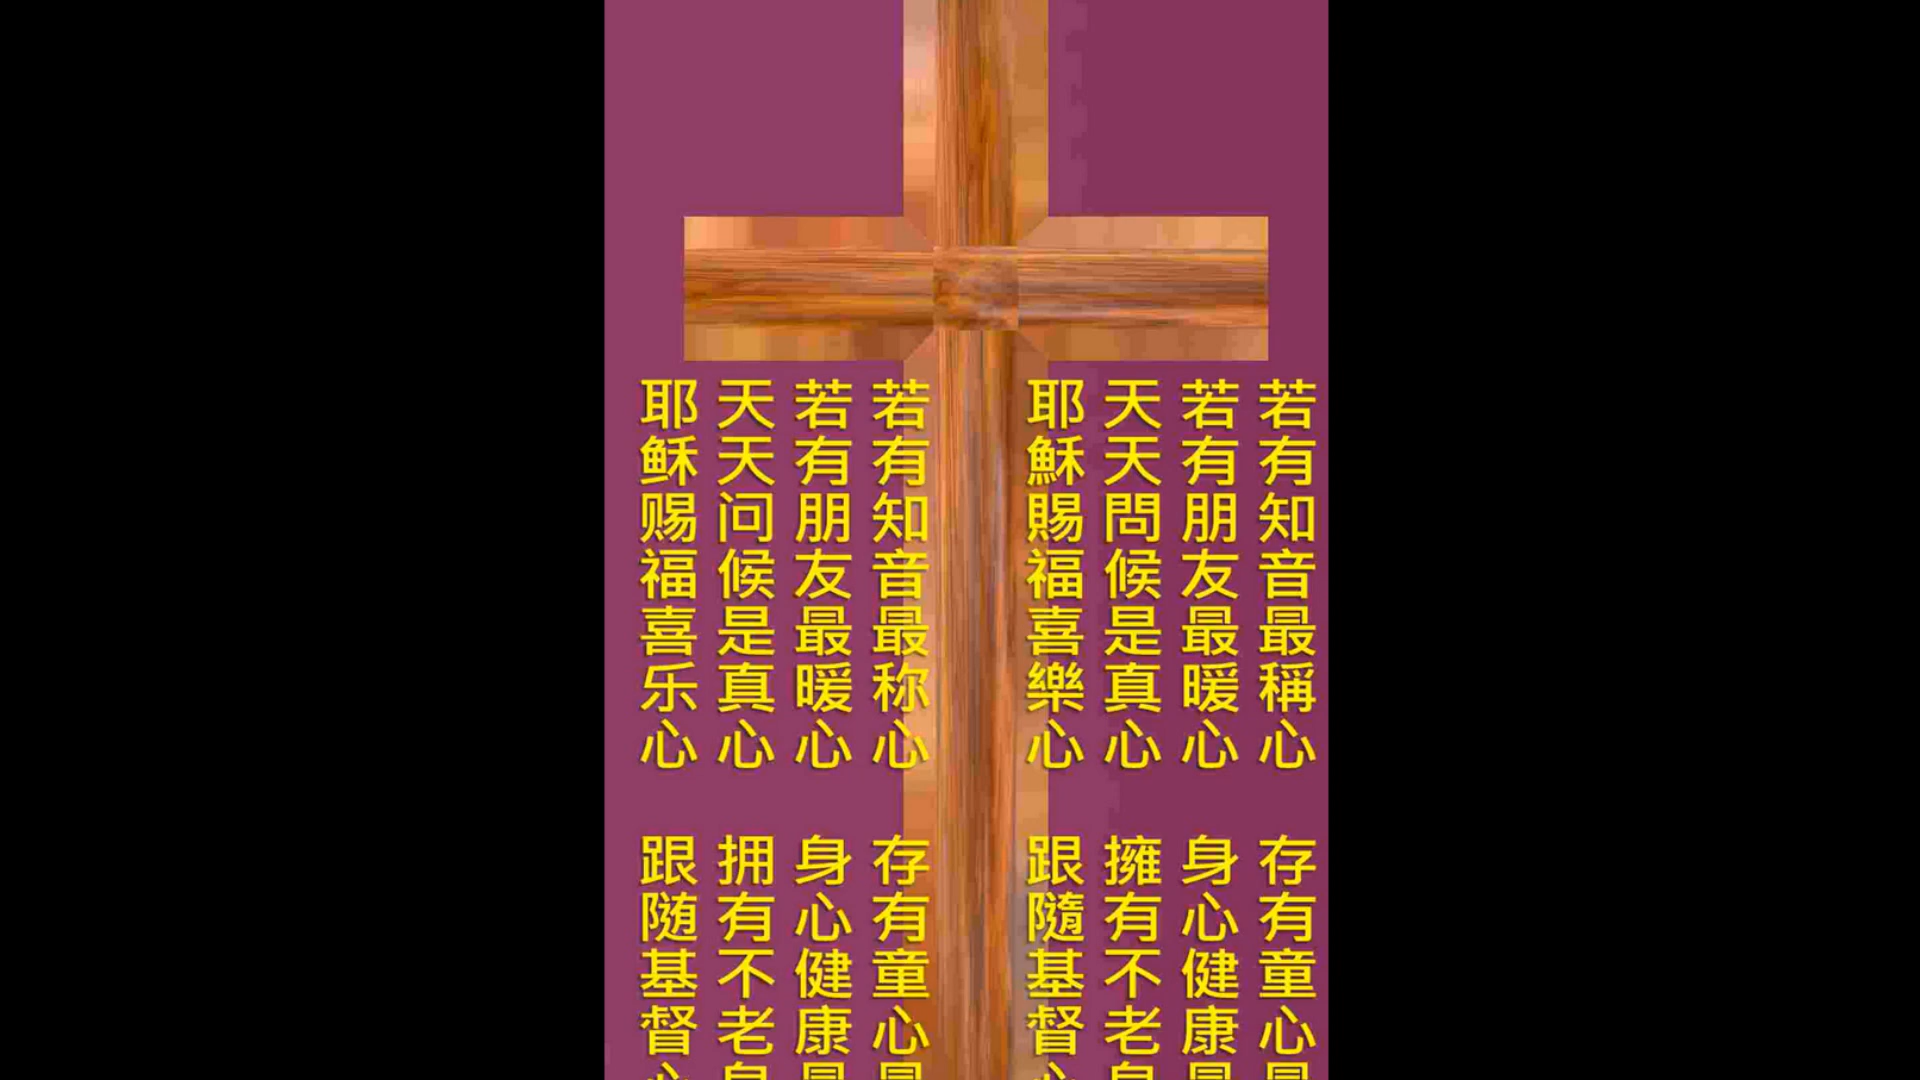 若有知音最稱心
若有朋友最暖心
天天問候是真心
耶穌賜福喜樂心
存有童心
身心健康
擁有不老
跟隨基督
若有知音最称心
若有朋友最暖心
天天问候是真心
耶稣赐福喜乐心
存有童心
身心健康
拥有不老
跟随基督